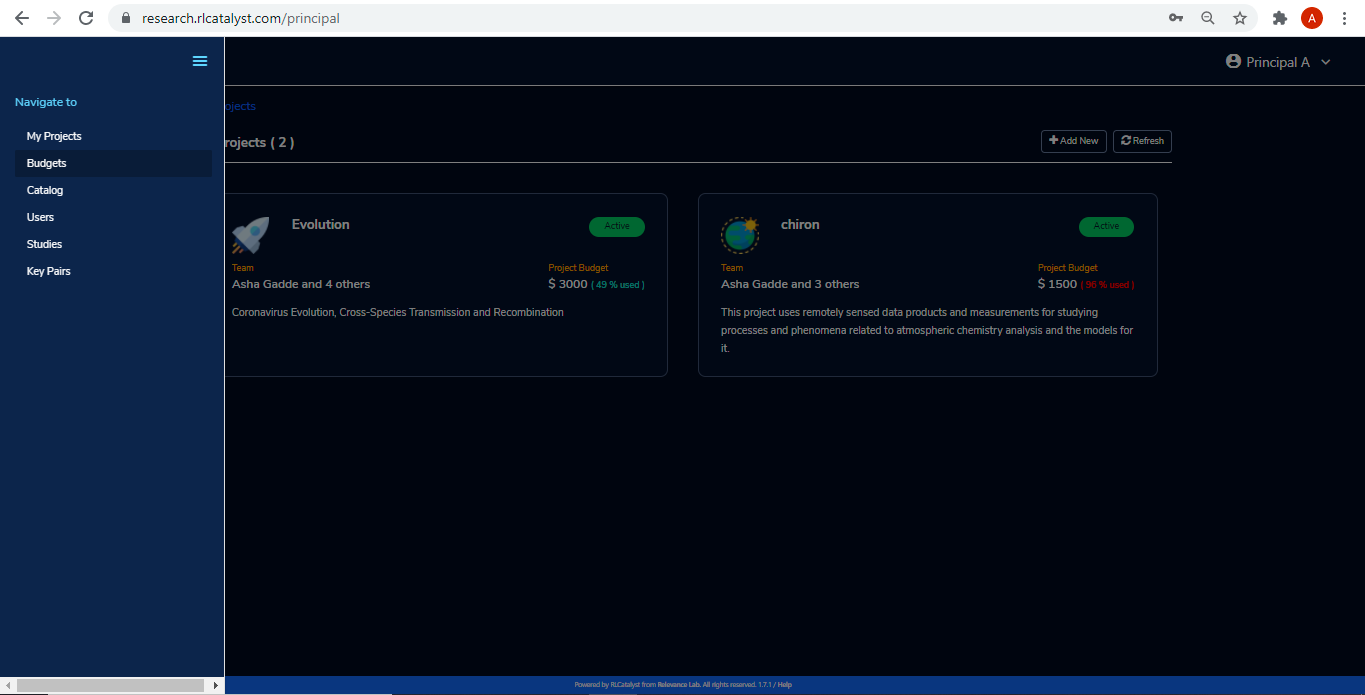 research.rlcatalyst.com/principal
A
Principal A
Navigate to
My Projects
Budgets
Catalog
Users
Studies
Key Pairs
ojects
rojects ( 2 )
Add New
Refresh
Evolution
Active
Team
Project Budget
Asha Gadde and 4 others
$ 3000 ( 49 % used )
Coronavirus Evolution, Cross-Species Transmission and Recombination
chiron
Active
Team
Project Budget
Asha Gadde and 3 others
$ 1500 ( 96 % used )
This project uses remotely sensed data products and measurements for studying
processes and phenomena related to atmospheric chemistry analysis and the models for
it.
Powered by RLCatalyst from Relevance Lab. All rights reserved. 1.7.1 / Help